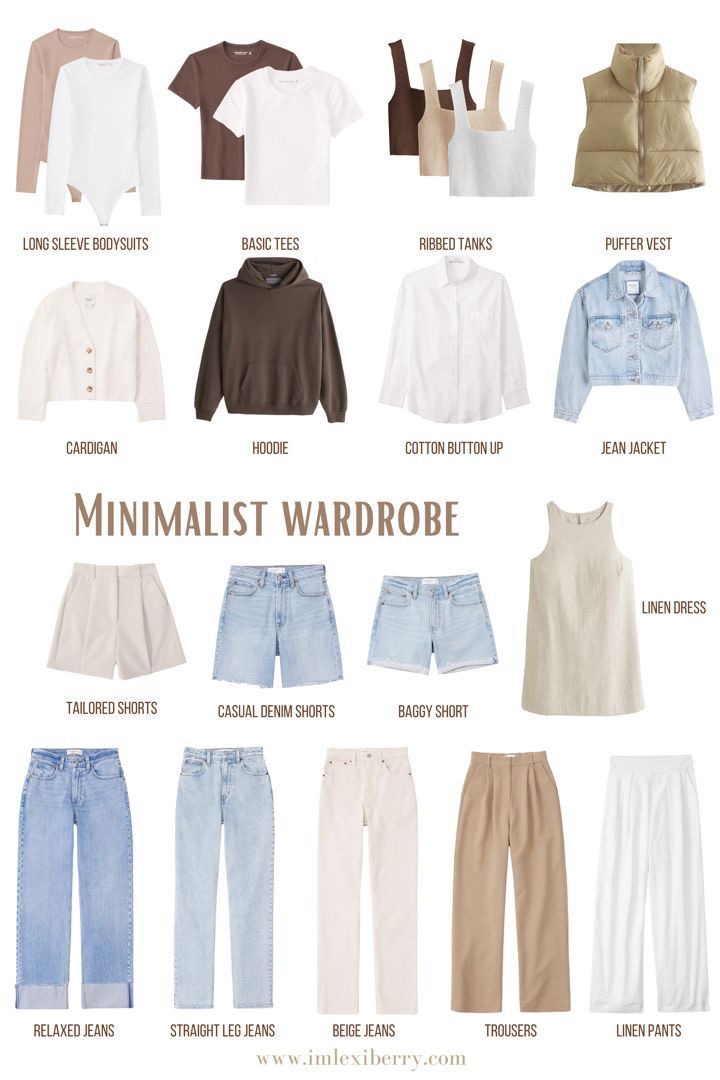 LONG SLEEVE BODYSUITS
BASIC TEES
RIBBED TANKS
PUFFER VEST
CARDIGAN
HOODIE
COTTON BUTTON UP
JEAN JACKET
MINIMALIST WARDROBE
LINEN DRESS
TAILORED SHORTS
CASUAL DENIM SHORTS
BAGGY SHORT
RELAXED JEANS
STRAIGHT LEG JEANS
BEIGE JEANS
TROUSERS
LINEN PANTS
www.imlexiberry.com